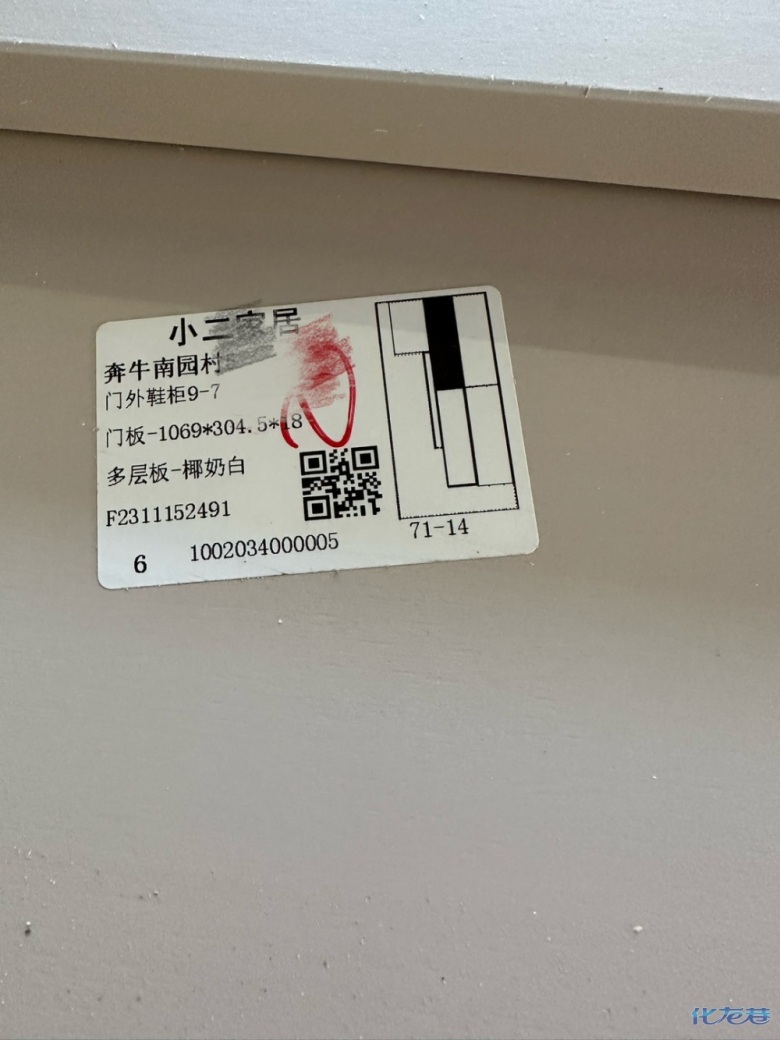 小二家居
奔牛南园村
门外鞋柜9-7
门板-1069*304.5*18
多层板-椰奶白
F2311152491
6
1002034000005
71-14
化龙巷